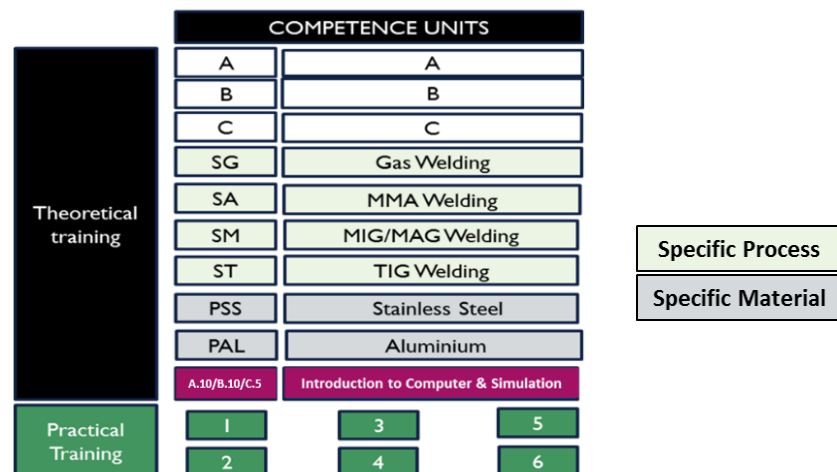 COMPETENCE UNITS
Theoretical
training
A A
B B
C C
SG Gas Welding
SA MMA Welding
SM MIG/MAG Welding
ST TIG Welding
PSS Stainless Steel
PAL Aluminium
A.10/B.10/C.5 Introduction to Computer & Simulation
Practical
Training
1 3 5
2 4 6
Specific Process
Specific Material